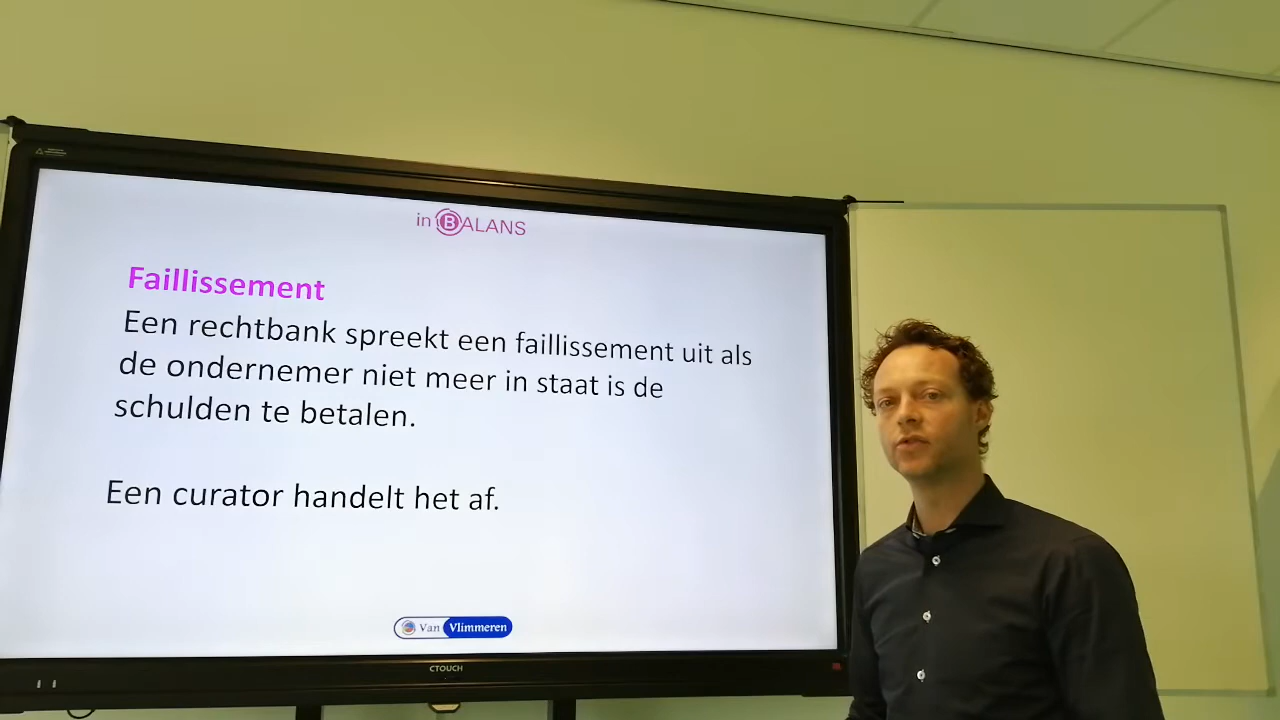 in BALANS
Faillissement
Een rechtbank spreekt een faillissement uit als
de ondernemer niet meer in staat is de
schulden te betalen.
Een curator handelt het af.
Van Vlimmeren
CTOUCH